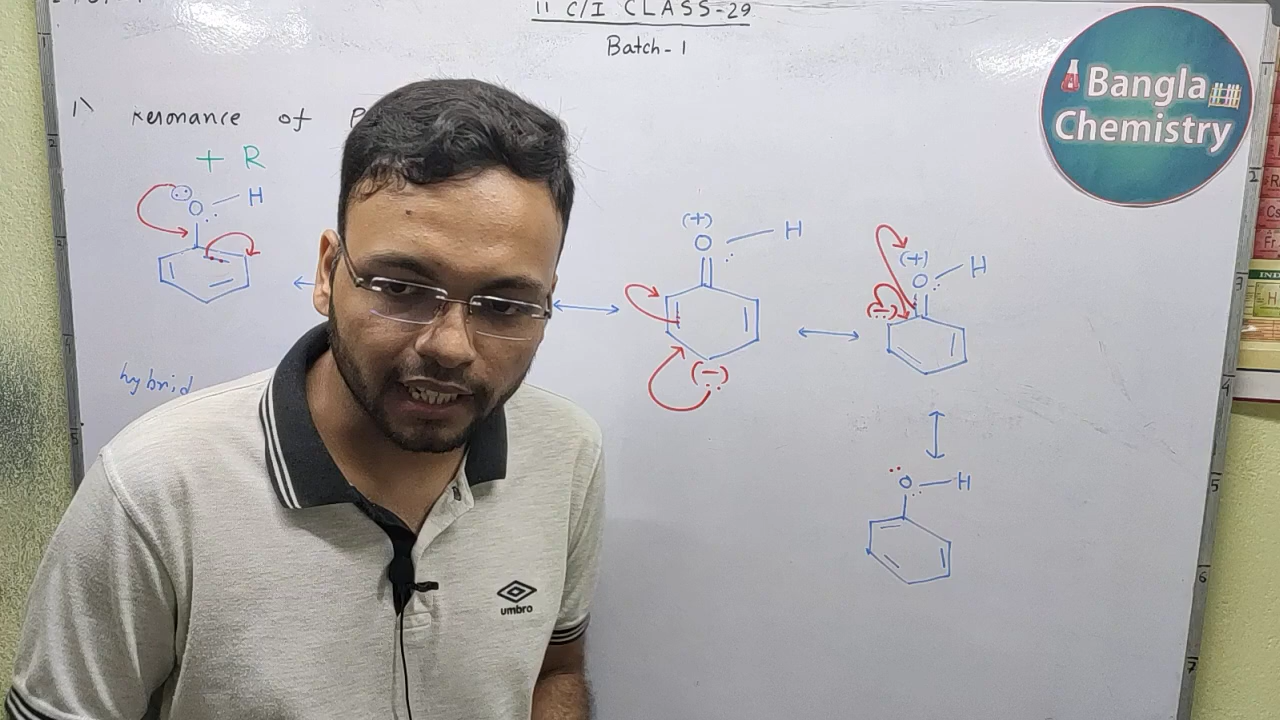 11 C/I CLASS-29
Batch-1
Bangla
Chemistry
1) Resonance of P
+ R
O H
(+)
O H
(-)
(+)
O H
(-)
hybrid
O H
umbro